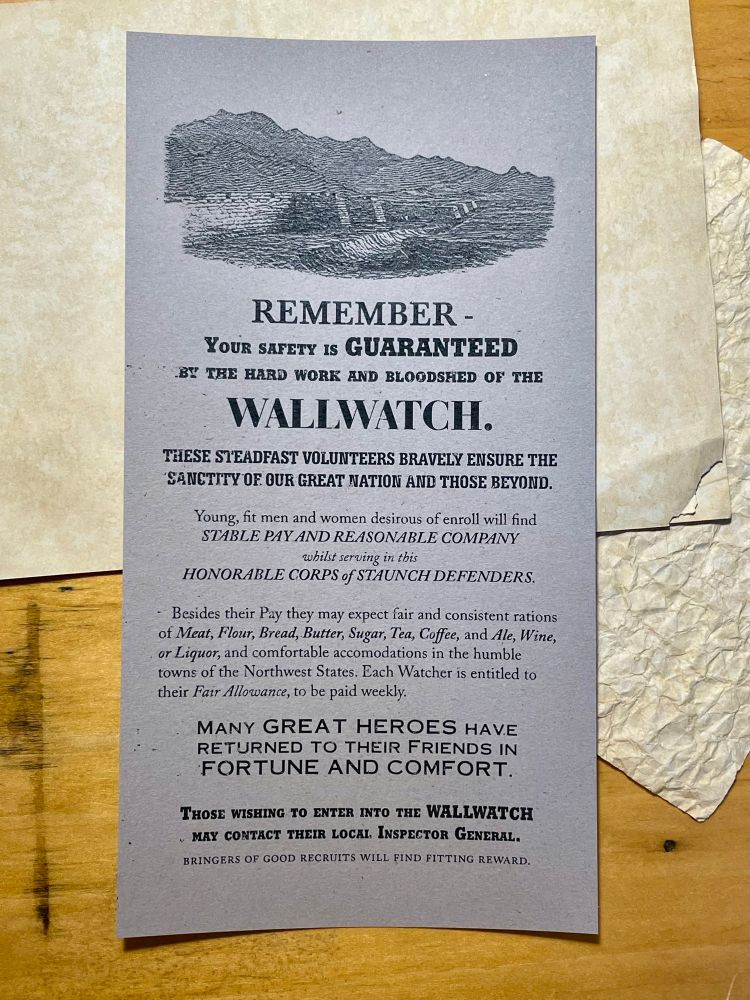 REMEMBER -
YOUR SAFETY IS GUARANTEED
BY THE HARD WORK AND BLOODSHED OF THE
WALLWATCH.
THESE STEADFAST VOLUNTEERS BRAVELY ENSURE THE
SANCTITY OF OUR GREAT NATION AND THOSE BEYOND.
Young, fit men and women desirous of enroll will find
STABLE PAY AND REASONABLE COMPANY
whilst serving in this
HONORABLE CORPS of STAUNCH DEFENDERS.
Besides their Pay they may expect fair and consistent rations
of Meat, Flour, Bread, Butter, Sugar, Tea, Coffee, and Ale, Wine,
or Liquor, and comfortable accomodations in the humble
towns of the Northwest States. Each Watcher is entitled to
their Fair Allowance, to be paid weekly.
MANY GREAT HEROES HAVE
RETURNED TO THEIR FRIENDS IN
FORTUNE AND COMFORT.
THOSE WISHING TO ENTER INTO THE WALLWATCH
MAY CONTACT THEIR LOCAL INSPECTOR GENERAL.
BRINGERS OF GOOD RECRUITS WILL FIND FITTING REWARD.